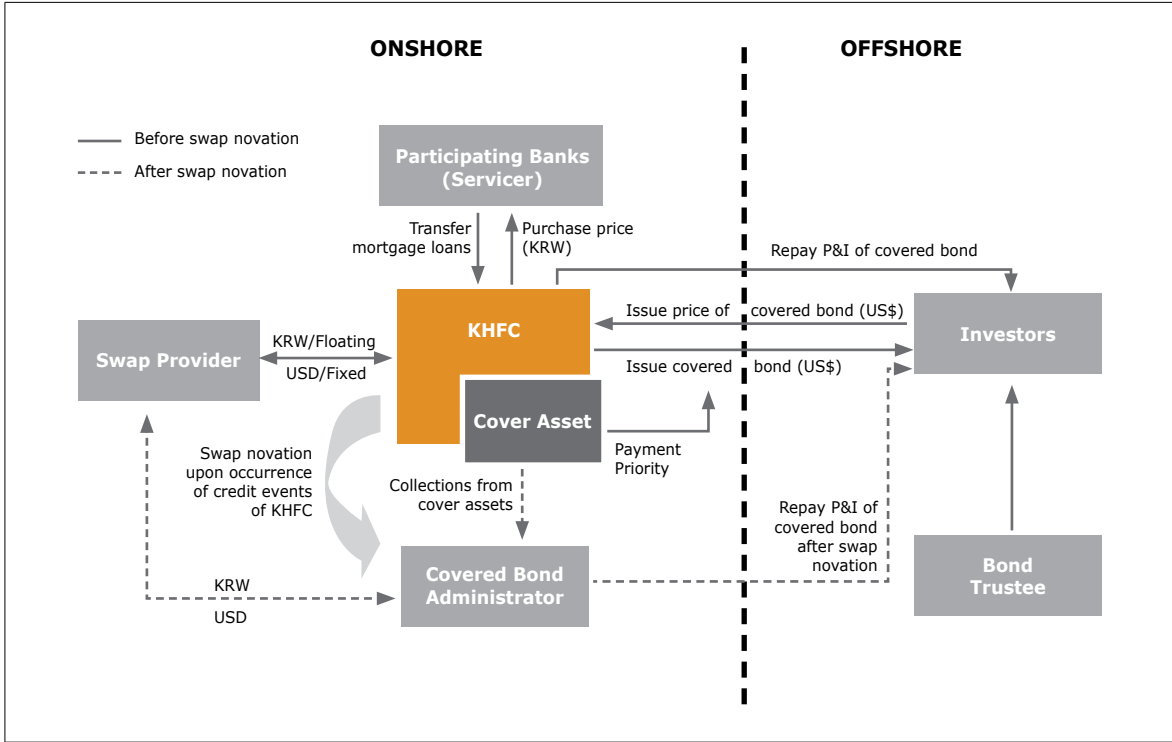 ONSHORE
OFFSHORE
Before swap novation
After swap novation
Participating Banks
(Servicer)
Transfer
mortgage loans
Purchase price
(KRW)
Repay P&I of covered bond
KHFC
Issue price of covered bond (US$)
Investors
Swap Provider
KRW/Floating
USD/Fixed
Issue covered bond (US$)
Cover Asset
Payment
Priority
Swap novation
upon occurrence
of credit events
of KHFC
Collections from
cover assets
Repay P&I of
covered bond
after swap
novation
Covered Bond
Administrator
Bond
Trustee
KRW
USD